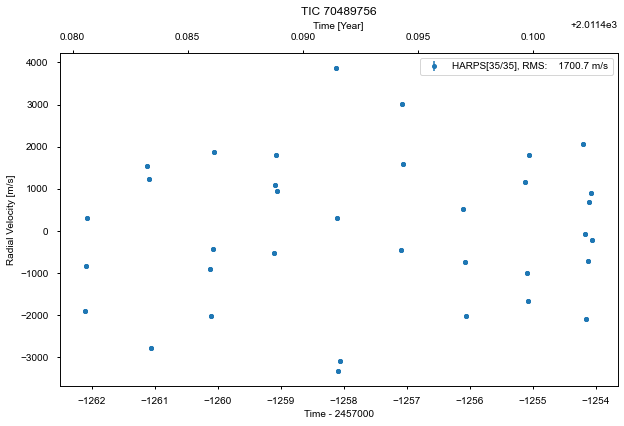 TIC 70489756
Time [Year]
+2.0114e3
0.080 0.085 0.090 0.095 0.100
HARPS[35/35], RMS: 1700.7 m/s
Radial Velocity [m/s]
4000
3000
2000
1000
0
−1000
−2000
−3000
−1262 −1261 −1260 −1259 −1258 −1257 −1256 −1255 −1254
Time - 2457000